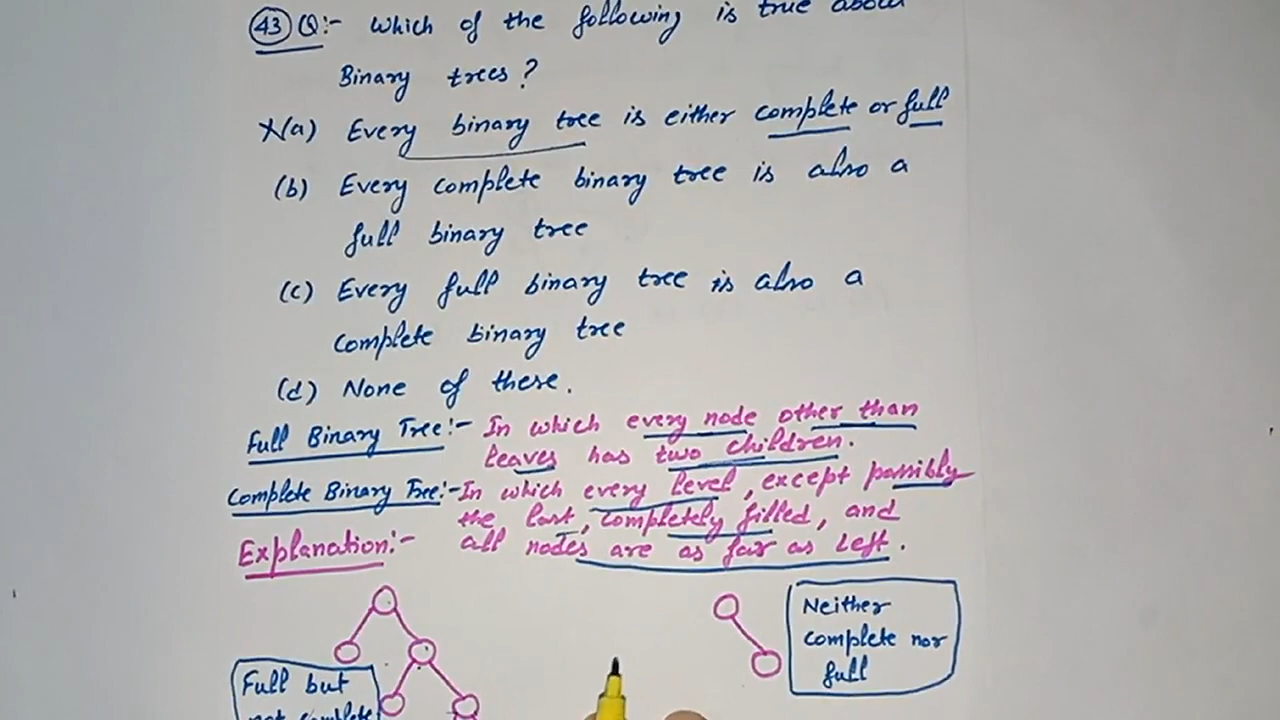 43 Q:- Which of the following is true about
Binary trees?
X(a) Every binary tree is either complete or full
(b) Every complete binary tree is also a
full binary tree
(c) Every full binary tree is also a
complete binary tree
(d) None of these.
Full Binary Tree:- In which every node other than
leaves has two children.
Complete Binary Tree:- In which every level, except possibly
the last, completely filled, and
all nodes are as far as left.
Explanation:-
Neither
complete nor
full
Full but
not complete